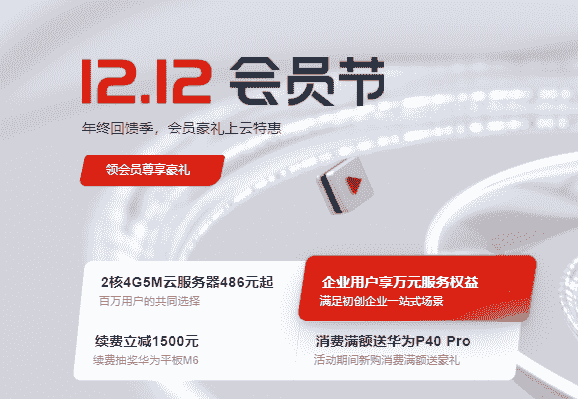 12.12 会员节
年终回馈季，会员豪礼上云特惠
领会员尊享豪礼
2核4G5M云服务器486元起
百万用户的共同选择
企业用户享万元服务权益
满足初创企业一站式场景
续费立减1500元
续费抽奖华为平板M6
消费满额送华为P40 Pro
活动期间新购消费满额送豪礼